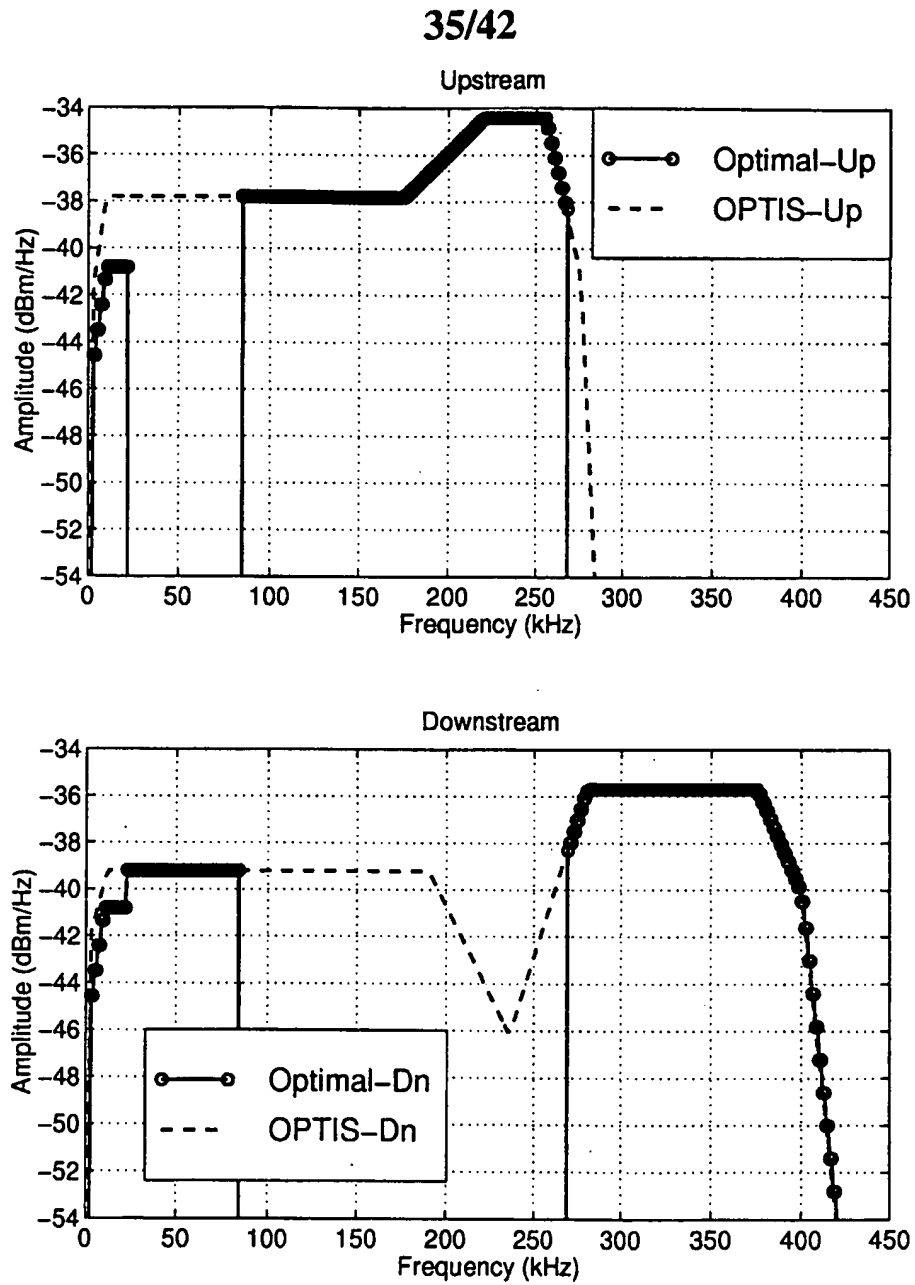 35/42
Upstream
Amplitude (dBm/Hz)
−34
−36
−38
−40
−42
−44
−46
−48
−50
−52
−54
0 50 100 150 200 250 300 350 400 450
Frequency (kHz)
Optimal−Up
OPTIS−Up
Downstream
Amplitude (dBm/Hz)
−34
−36
−38
−40
−42
−44
−46
−48
−50
−52
−54
0 50 100 150 200 250 300 350 400 450
Frequency (kHz)
Optimal−Dn
OPTIS−Dn